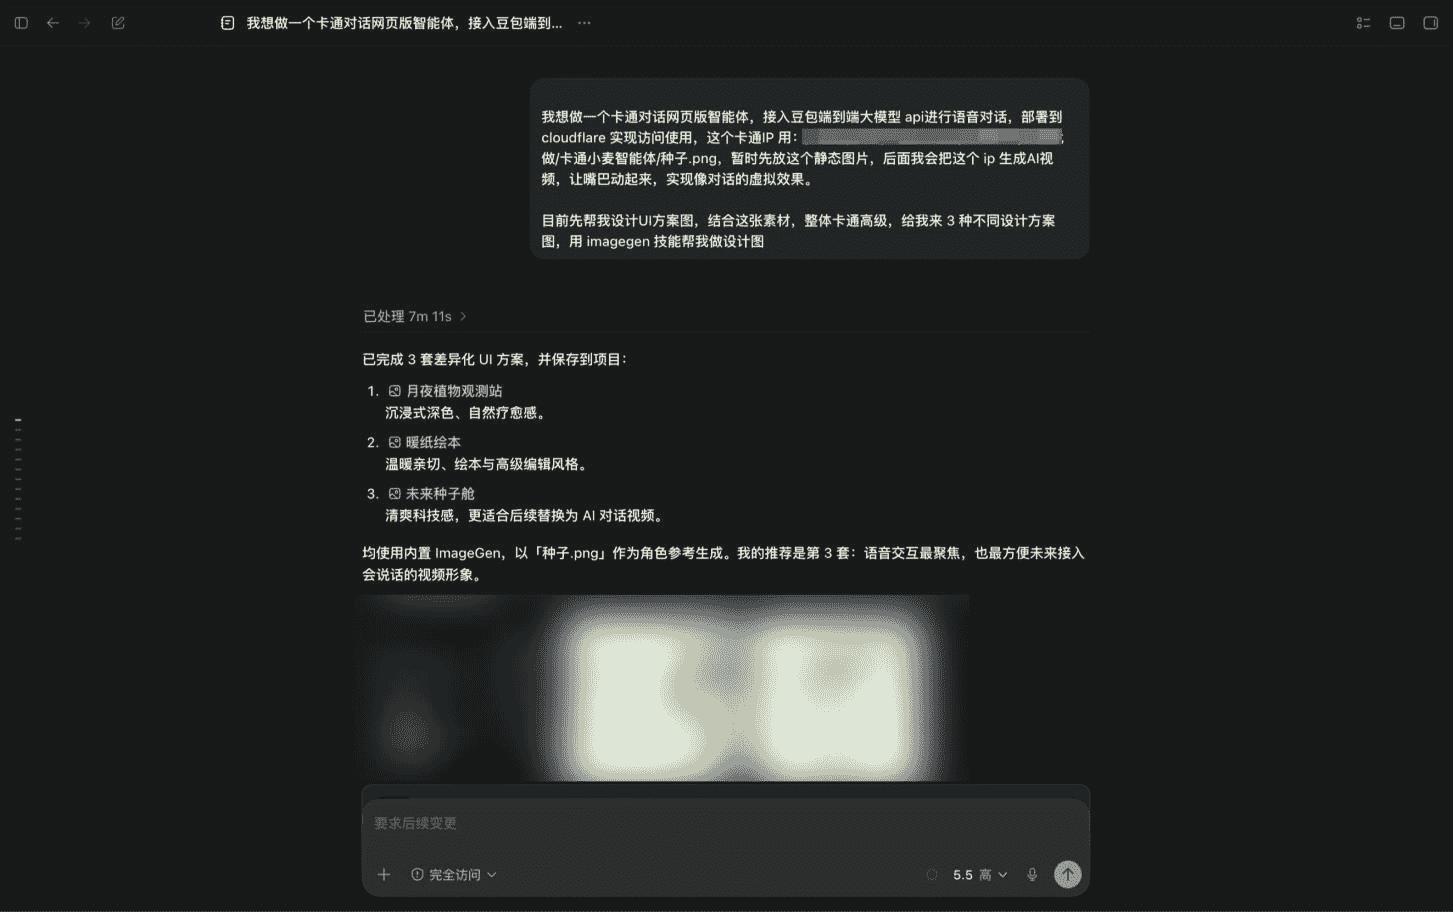 我想做一个卡通对话网页版智能体，接入豆包端到...
我想做一个卡通对话网页版智能体，接入豆包端到端大模型 api进行语音对话，部署到
cloudflare 实现访问使用，这个卡通IP 用：
做/卡通小麦智能体/种子.png，暂时先放这个静态图片，后面我会把这个 ip 生成AI视
频，让嘴巴动起来，实现像对话的虚拟效果。
目前先帮我设计UI方案图，结合这张素材，整体卡通高级，给我来 3 种不同设计方案
图，用 imagegen 技能帮我做设计图
已处理 7m 11s
已完成 3 套差异化 UI 方案，并保存到项目：
1. 月夜植物观测站
沉浸式深色、自然疗愈感。
2. 暖纸绘本
温暖亲切、绘本与高级编辑风格。
3. 未来种子舱
清爽科技感，更适合后续替换为 AI 对话视频。
均使用内置 ImageGen，以「种子.png」作为角色参考生成。我的推荐是第 3 套：语音交互最聚焦，也最方便未来接入
会说话的视频形象。
要求后续变更
完全访问
5.5 高